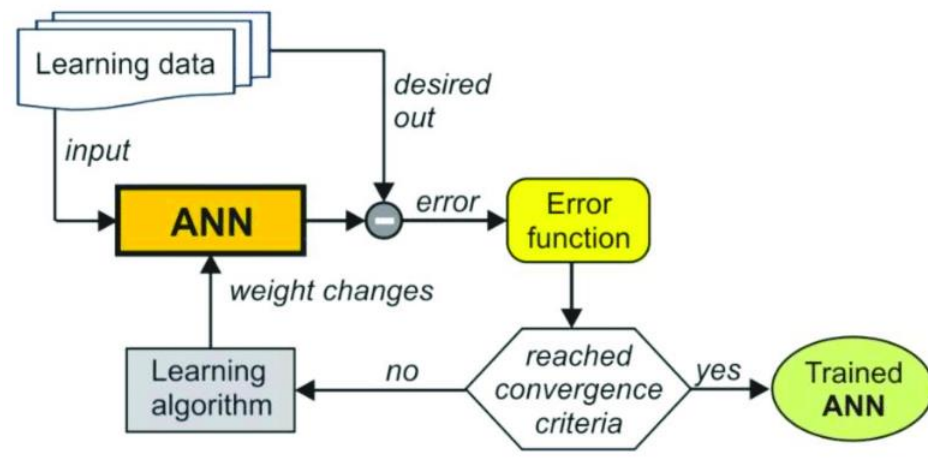 Learning data
desired
out
input
ANN
−
error
Error
function
weight changes
Learning
algorithm
no
reached
convergence
criteria
yes
Trained
ANN